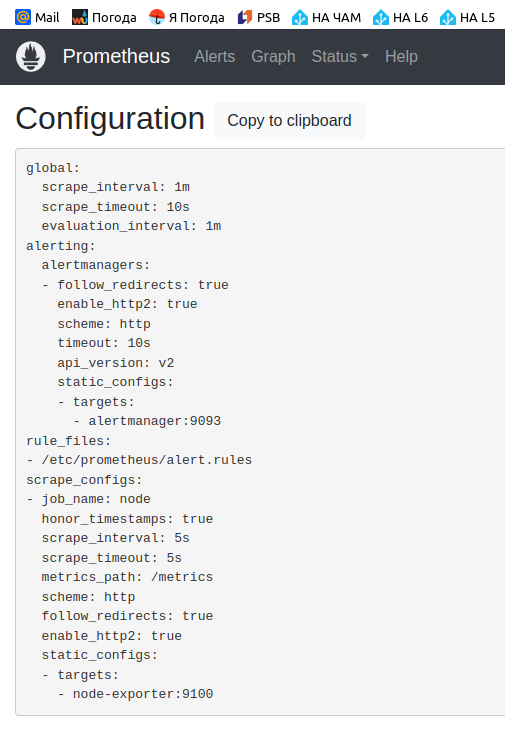 Mail Погода Я Погода PSB HA ЧАМ HA L6 HA L5
Prometheus Alerts Graph Status Help
Configuration Copy to clipboard
global:
  scrape_interval: 1m
  scrape_timeout: 10s
  evaluation_interval: 1m
alerting:
  alertmanagers:
  - follow_redirects: true
    enable_http2: true
    scheme: http
    timeout: 10s
    api_version: v2
    static_configs:
    - targets:
      - alertmanager:9093
rule_files:
- /etc/prometheus/alert.rules
scrape_configs:
- job_name: node
  honor_timestamps: true
  scrape_interval: 5s
  scrape_timeout: 5s
  metrics_path: /metrics
  scheme: http
  follow_redirects: true
  enable_http2: true
  static_configs:
  - targets:
    - node-exporter:9100